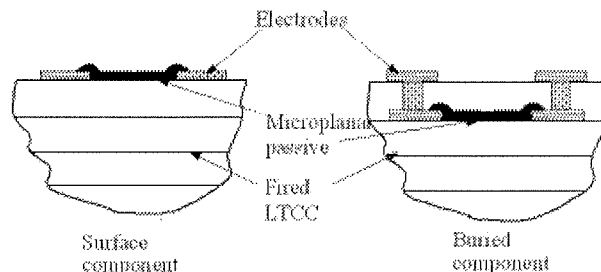 Electrodes
Microplanar
passive
Fired
LTCC
Surface
component
Buried
component